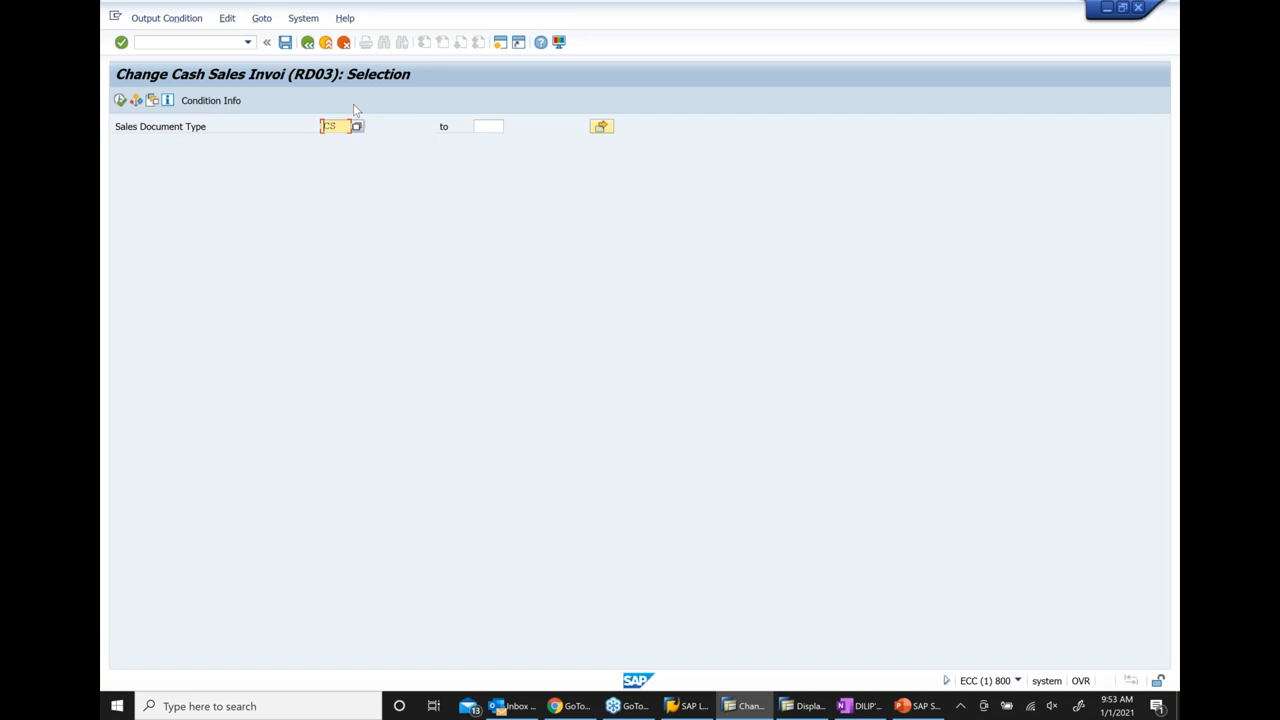 Output Condition Edit Goto System Help
Change Cash Sales Invoi (RD03): Selection
Condition Info
Sales Document Type CS to
SAP
ECC (1) 800 system OVR
Type here to search
13 Inbox ... GoTo... GoTo... SAP L... Chan... Displa... DILIP'... SAP S...
9:53 AM
1/1/2021
1